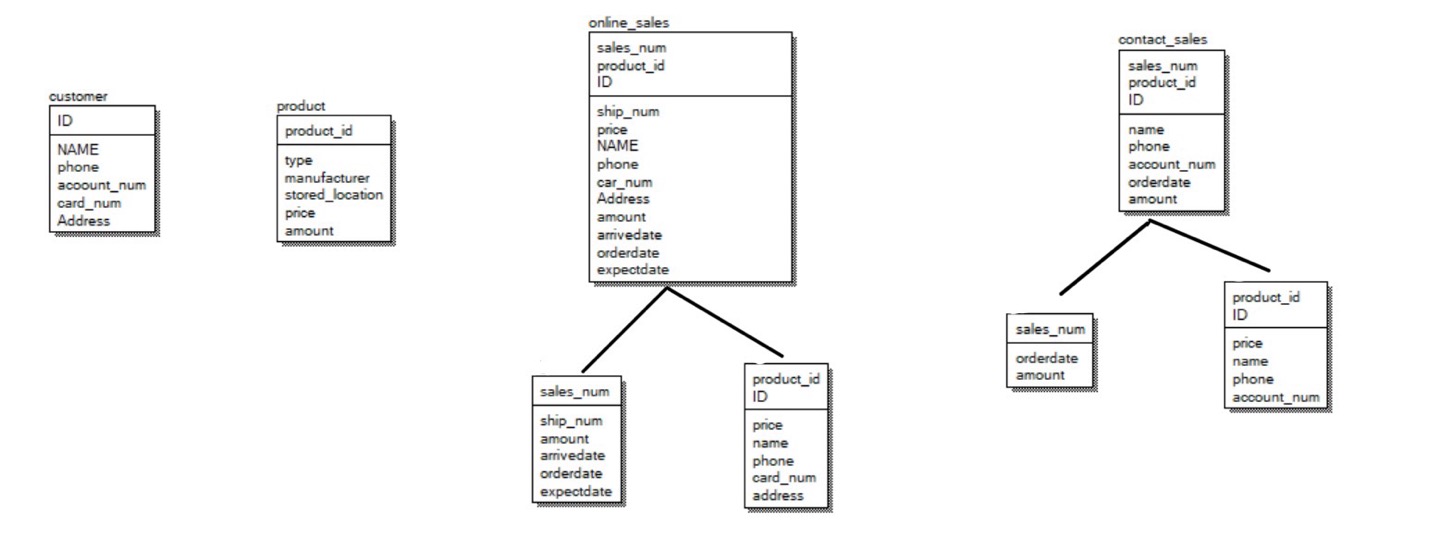 customer
ID
NAME
phone
acoount_num
card_num
Address
product
product_id
type
manufacturer
stored_location
price
amount
online_sales
sales_num
product_id
ID
ship_num
price
NAME
phone
car_num
Address
amount
arrivedate
orderdate
expectdate
sales_num
ship_num
amount
arrivedate
orderdate
expectdate
product_id
ID
price
name
phone
card_num
address
contact_sales
sales_num
product_id
ID
name
phone
account_num
orderdate
amount
sales_num
orderdate
amount
product_id
ID
price
name
phone
account_num